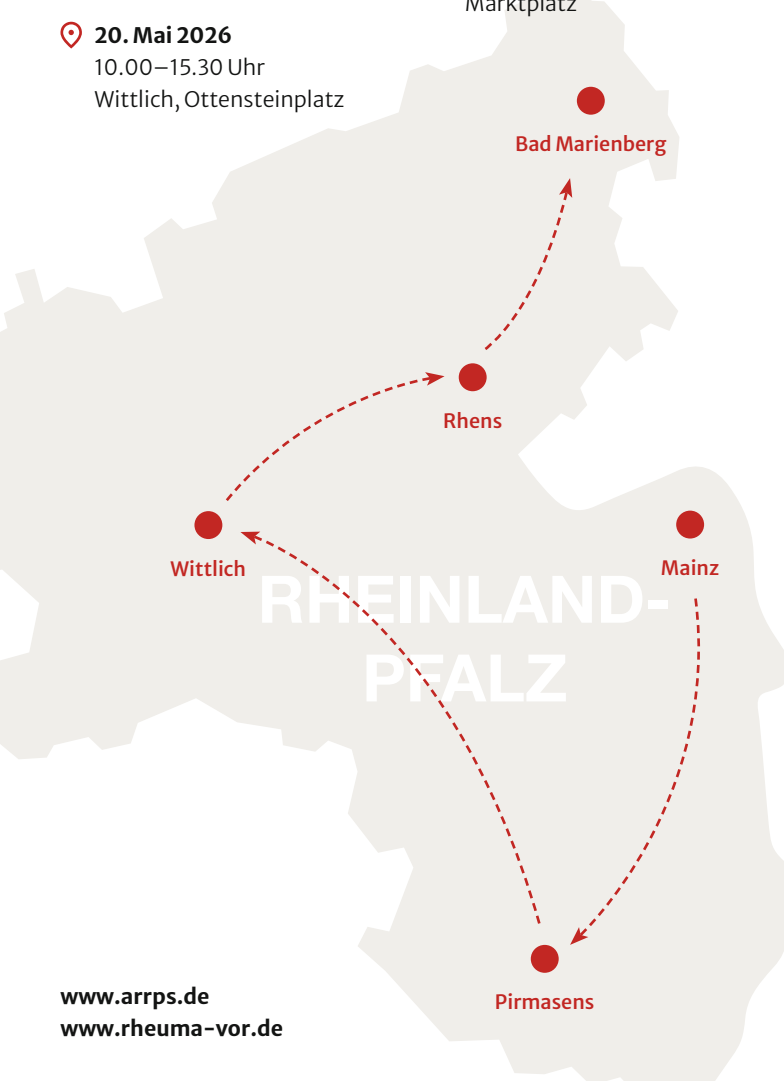 Marktplatz
20. Mai 2026
10.00–15.30 Uhr
Wittlich, Ottensteinplatz
Bad Marienberg
Rhens
Wittlich
Mainz
RHEINLAND-
PFALZ
Pirmasens
www.arrps.de
www.rheuma-vor.de